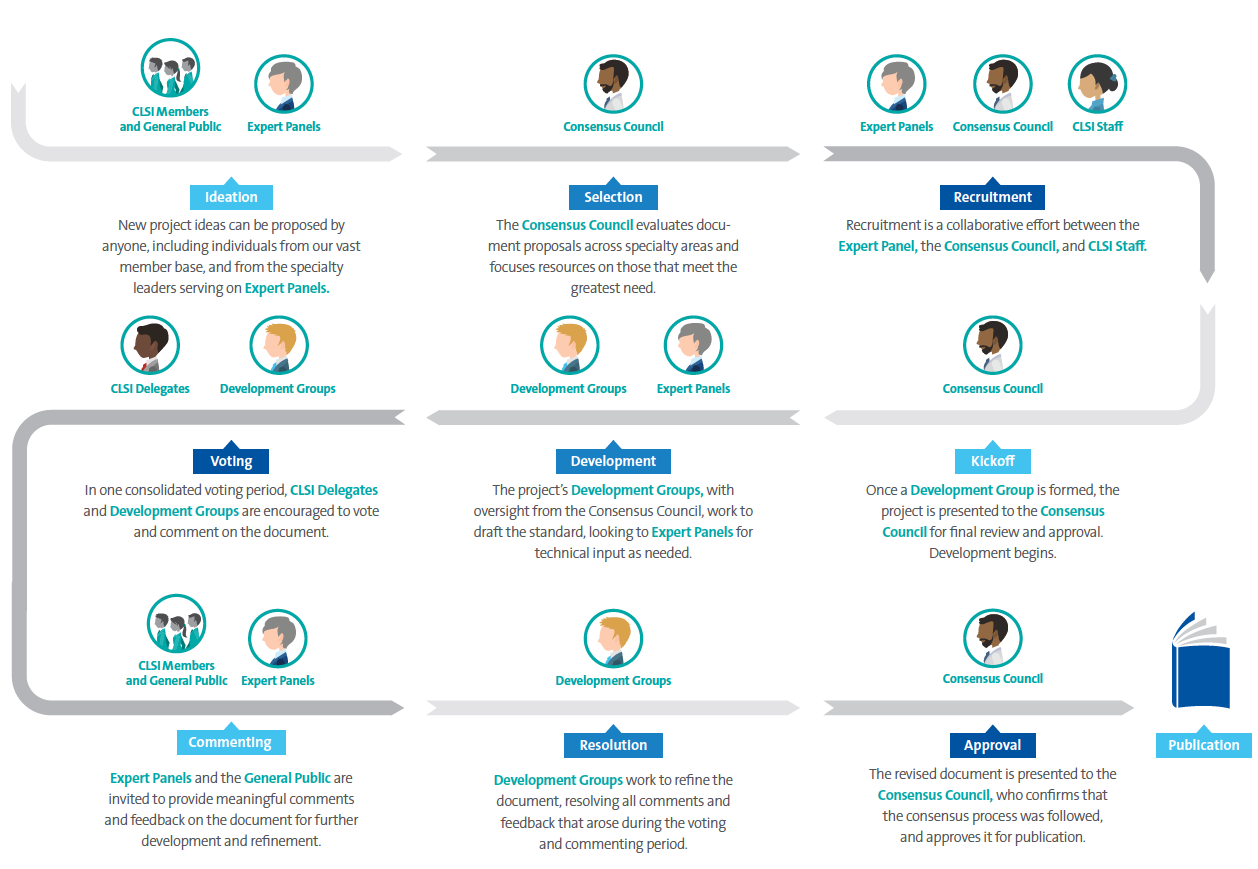 CLSI Members
and General Public
Expert Panels
Consensus Council
Expert Panels
Consensus Council
CLSI Staff
Ideation
New project ideas can be proposed by
anyone, including individuals from our vast
member base, and from the specialty
leaders serving on Expert Panels.
Selection
The Consensus Council evaluates docu-
ment proposals across specialty areas and
focuses resources on those that meet the
greatest need.
Recruitment
Recruitment is a collaborative effort between the
Expert Panel, the Consensus Council, and CLSI Staff.
Consensus Council
Kickoff
Once a Development Group is formed, the
project is presented to the Consensus
Council for final review and approval.
Development begins.
Development Groups
Expert Panels
Development
The project's Development Groups, with
oversight from the Consensus Council, work to
draft the standard, looking to Expert Panels for
technical input as needed.
CLSI Delegates
Development Groups
Voting
In one consolidated voting period, CLSI Delegates
and Development Groups are encouraged to vote
and comment on the document.
CLSI Members
and General Public
Expert Panels
Commenting
Expert Panels and the General Public are
invited to provide meaningful comments
and feedback on the document for further
development and refinement.
Development Groups
Resolution
Development Groups work to refine the
document, resolving all comments and
feedback that arose during the voting
and commenting period.
Consensus Council
Approval
The revised document is presented to the
Consensus Council, who confirms that
the consensus process was followed,
and approves it for publication.
Publication